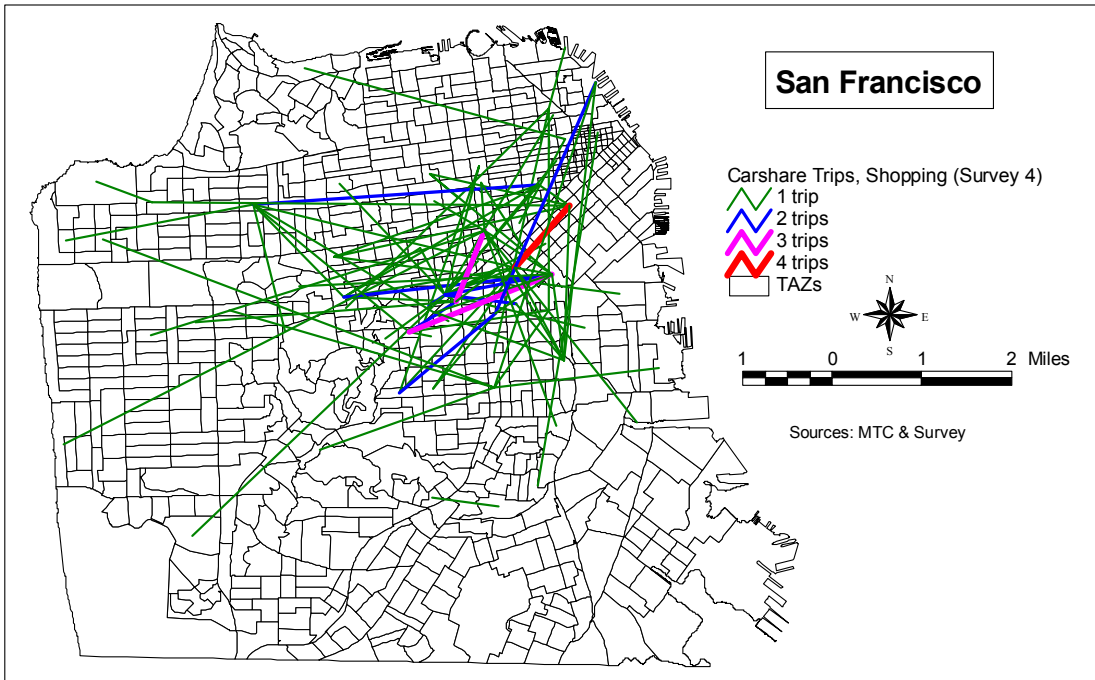 San Francisco
Carshare Trips, Shopping (Survey 4)
1 trip
2 trips
3 trips
4 trips
TAZs
N
W E
S
1 0 1 2 Miles
Sources: MTC & Survey